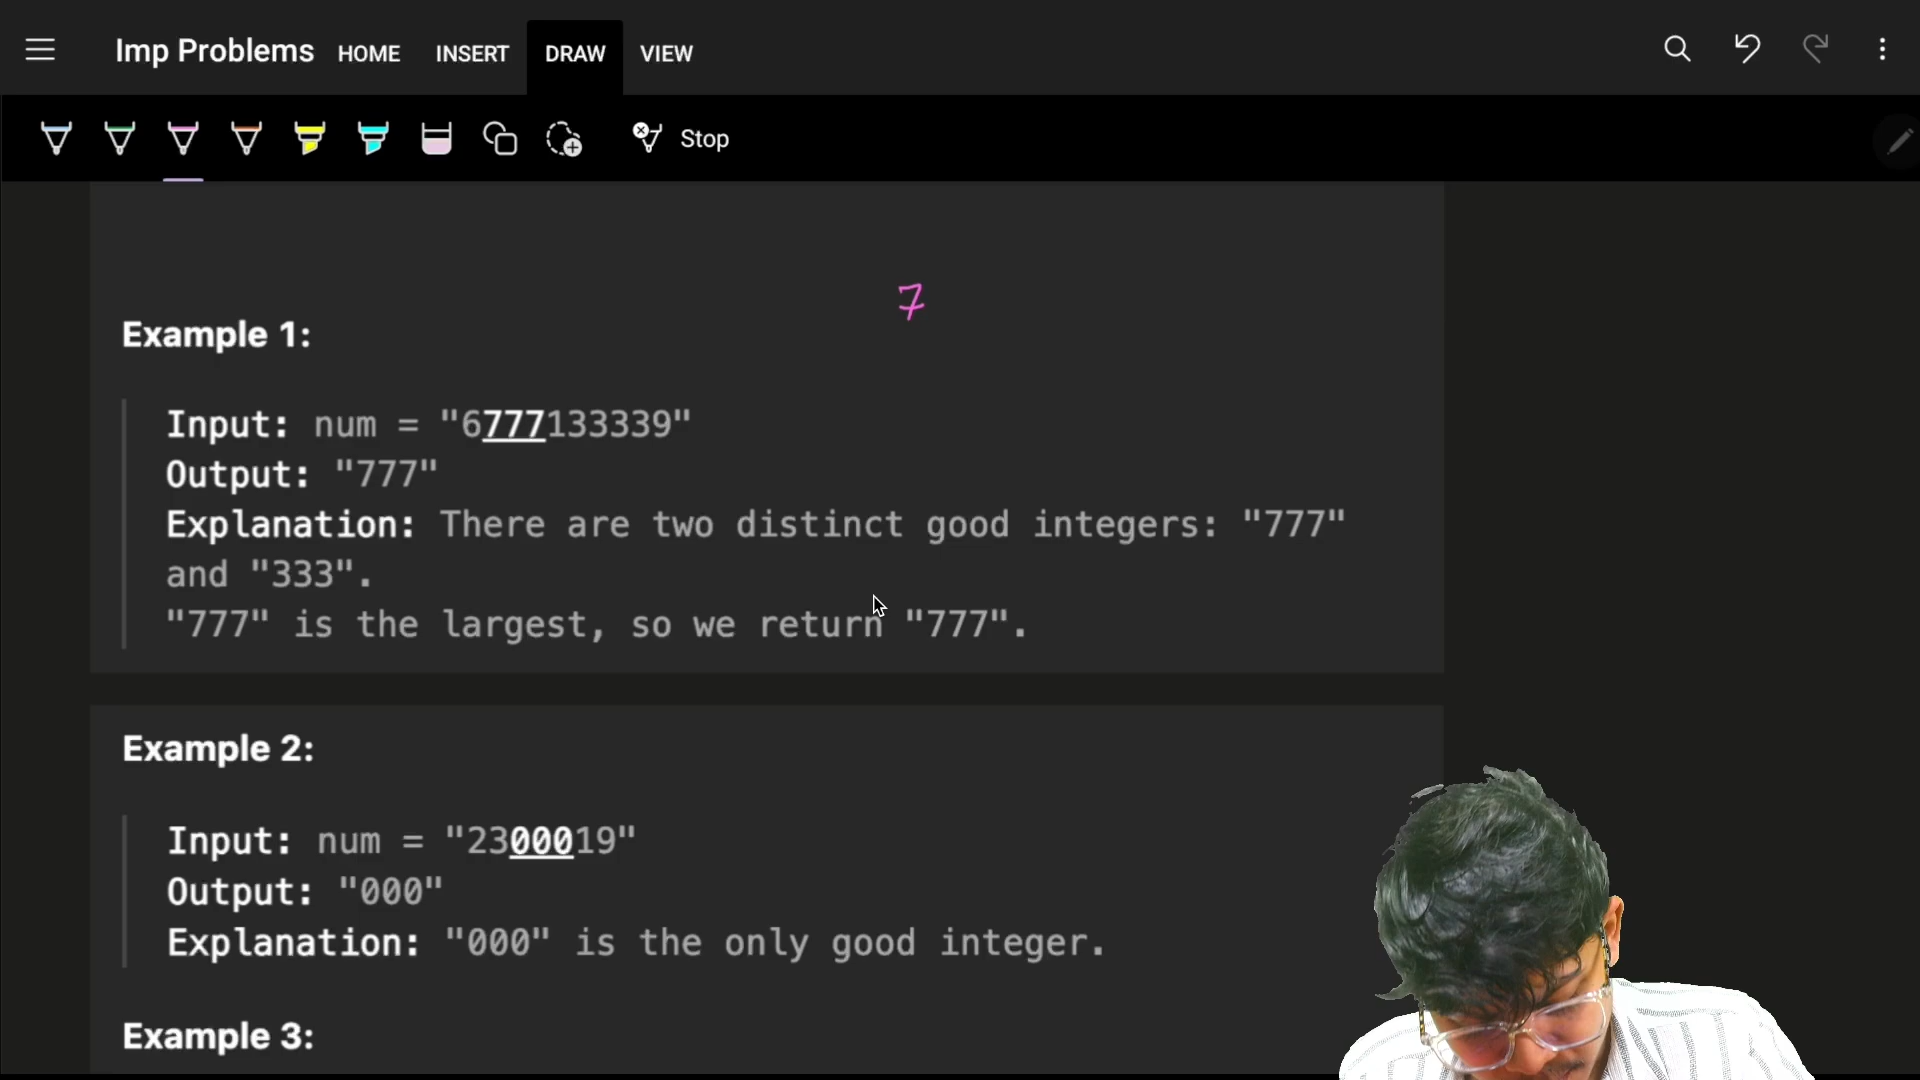 Imp Problems HOME INSERT DRAW VIEW
Stop
7
Example 1:
Input: num = "6777133339"
Output: "777"
Explanation: There are two distinct good integers: "777"
and "333".
"777" is the largest, so we return "777".
Example 2:
Input: num = "2300019"
Output: "000"
Explanation: "000" is the only good integer.
Example 3: